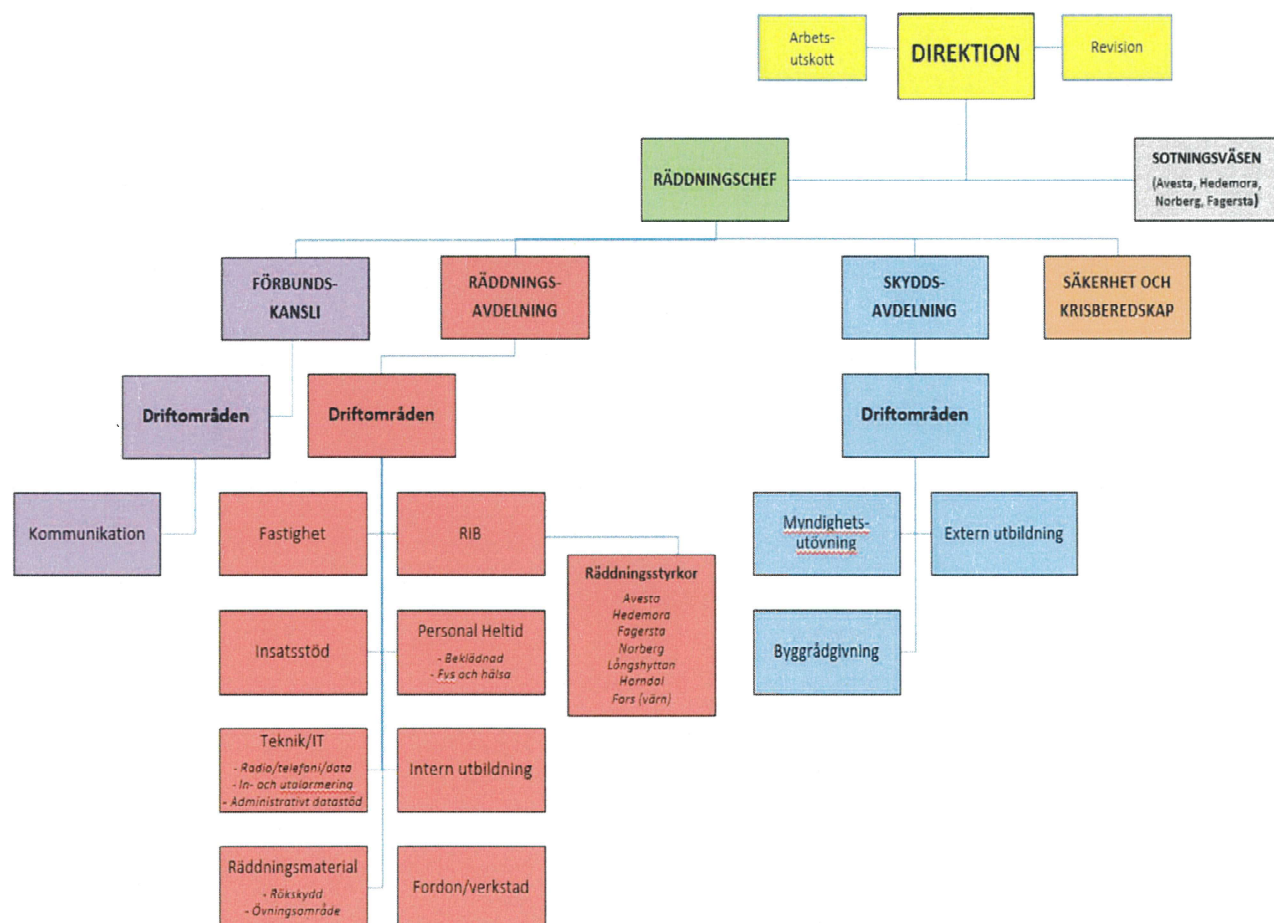 Arbets-
utskott
DIREKTION
Revision
RÄDDNINGSCHEF
SOTNINGSVÄSEN
(Avesta, Hedemora,
Norberg, Fagersta)
FÖRBUNDS-
KANSLI
RÄDDNINGS-
AVDELNING
SKYDDS-
AVDELNING
SÄKERHET OCH
KRISBEREDSKAP
Driftområden
Driftområden
Driftområden
Kommunikation
Fastighet
RIB
Räddningsstyrkor
Avesta
Hedemora
Fagersta
Norberg
Långshyttan
Horndal
Fors (värn)
Myndighets-
utövning
Extern utbildning
Insatsstöd
Personal Heltid
- Beklädnad
- Fys och hälsa
Byggrådgivning
Teknik/IT
- Radio/telefoni/data
- In- och utalarmering
- Administrativt datastöd
Intern utbildning
Räddningsmaterial
- Rökskydd
- Övningsområde
Fordon/verkstad